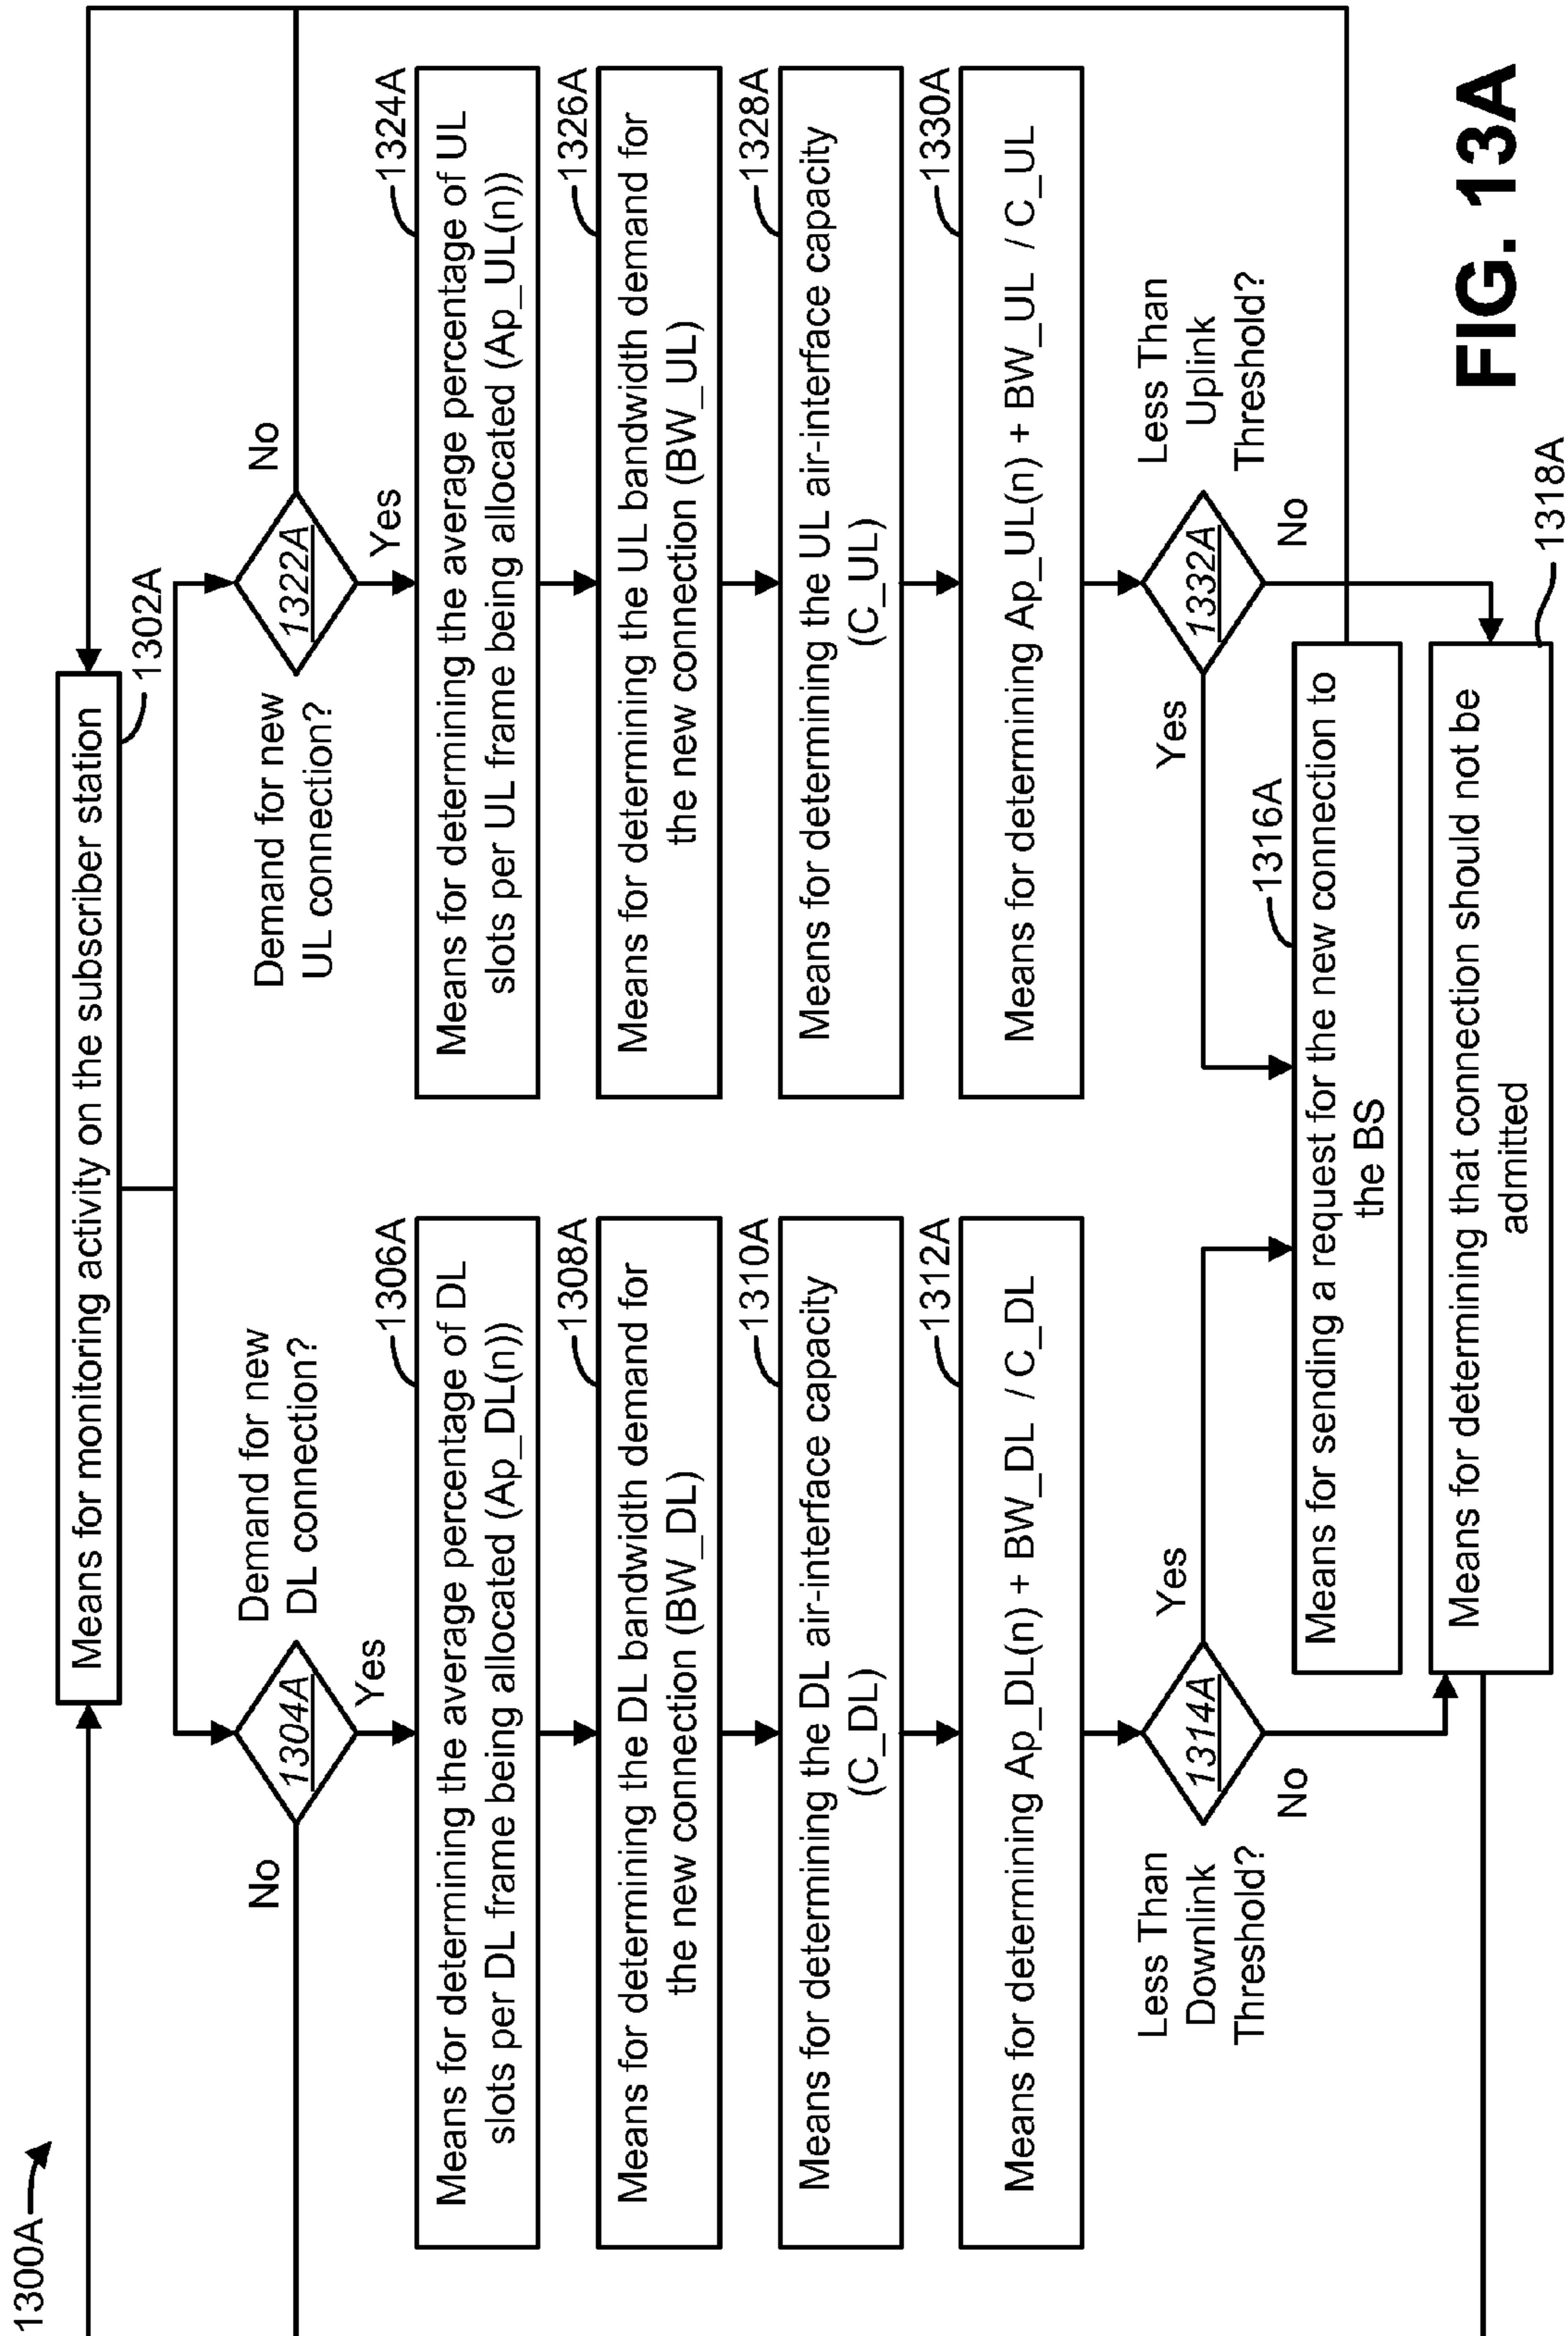 1300A
Means for monitoring activity on the subscriber station
1302A
Demand for new
DL connection?
1304A
No
Yes
Demand for new
UL connection?
1322A
No
Yes
1306A
Means for determining the average percentage of DL
slots per DL frame being allocated (Ap_DL(n))
1308A
Means for determining the DL bandwidth demand for
the new connection (BW_DL)
1310A
Means for determining the DL air-interface capacity
(C_DL)
1312A
Means for determining Ap_DL(n) + BW_DL / C_DL
Less Than
Downlink
Threshold?
1314A
Yes
No
1324A
Means for determining the average percentage of UL
slots per UL frame being allocated (Ap_UL(n))
1326A
Means for determining the UL bandwidth demand for
the new connection (BW_UL)
1328A
Means for determining the UL air-interface capacity
(C_UL)
1330A
Means for determining Ap_UL(n) + BW_UL / C_UL
Less Than
Uplink
Threshold?
1332A
Yes
No
1316A
Means for sending a request for the new connection to
the BS
Means for determining that connection should not be
admitted
1318A
FIG. 13A